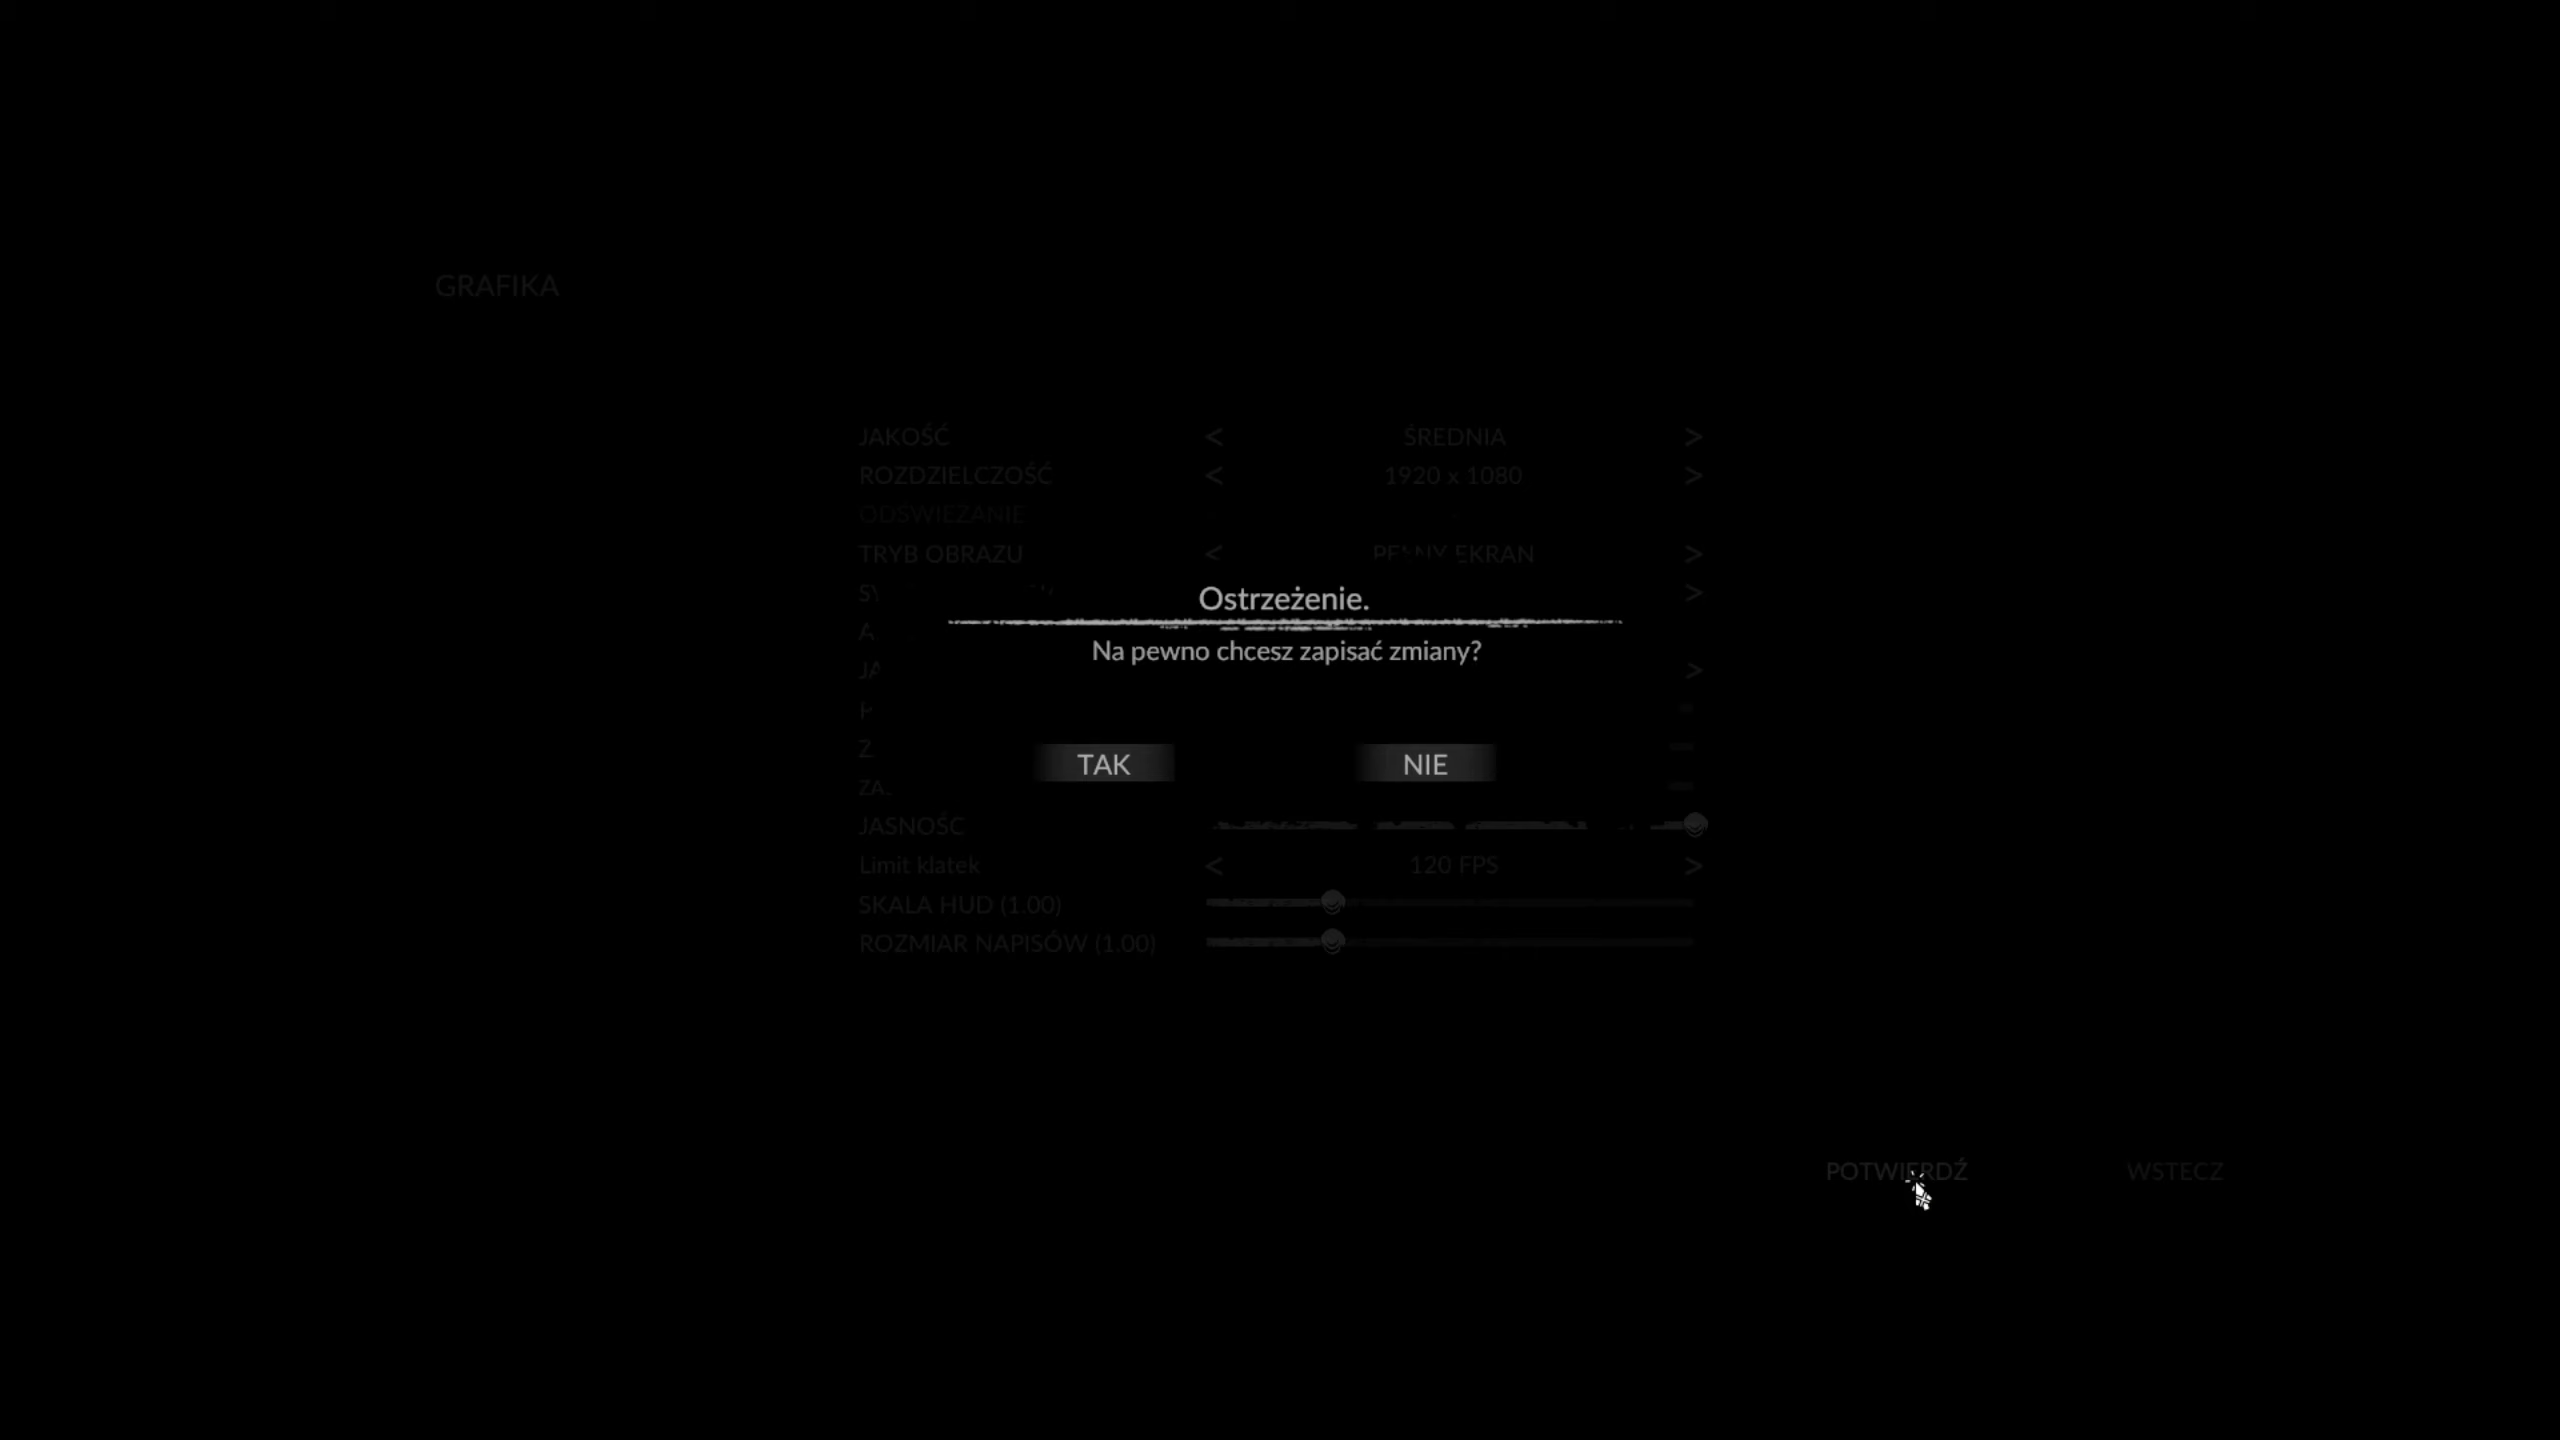 GRAFIKA
JAKOŚĆ < ŚREDNIA >
ROZDZIELCZOŚĆ < 1920 x 1080 >
ODŚWIEŻANIE -
TRYB OBRAZU < EKRAN >
Ostrzeżenie.
Na pewno chcesz zapisać zmiany?
TAK NIE
JASNOŚĆ
Limit klatek < 120 FPS >
SKALA HUD (1.00)
ROZMIAR NAPISÓW (1.00)
POTWIERDŹ WSTECZ